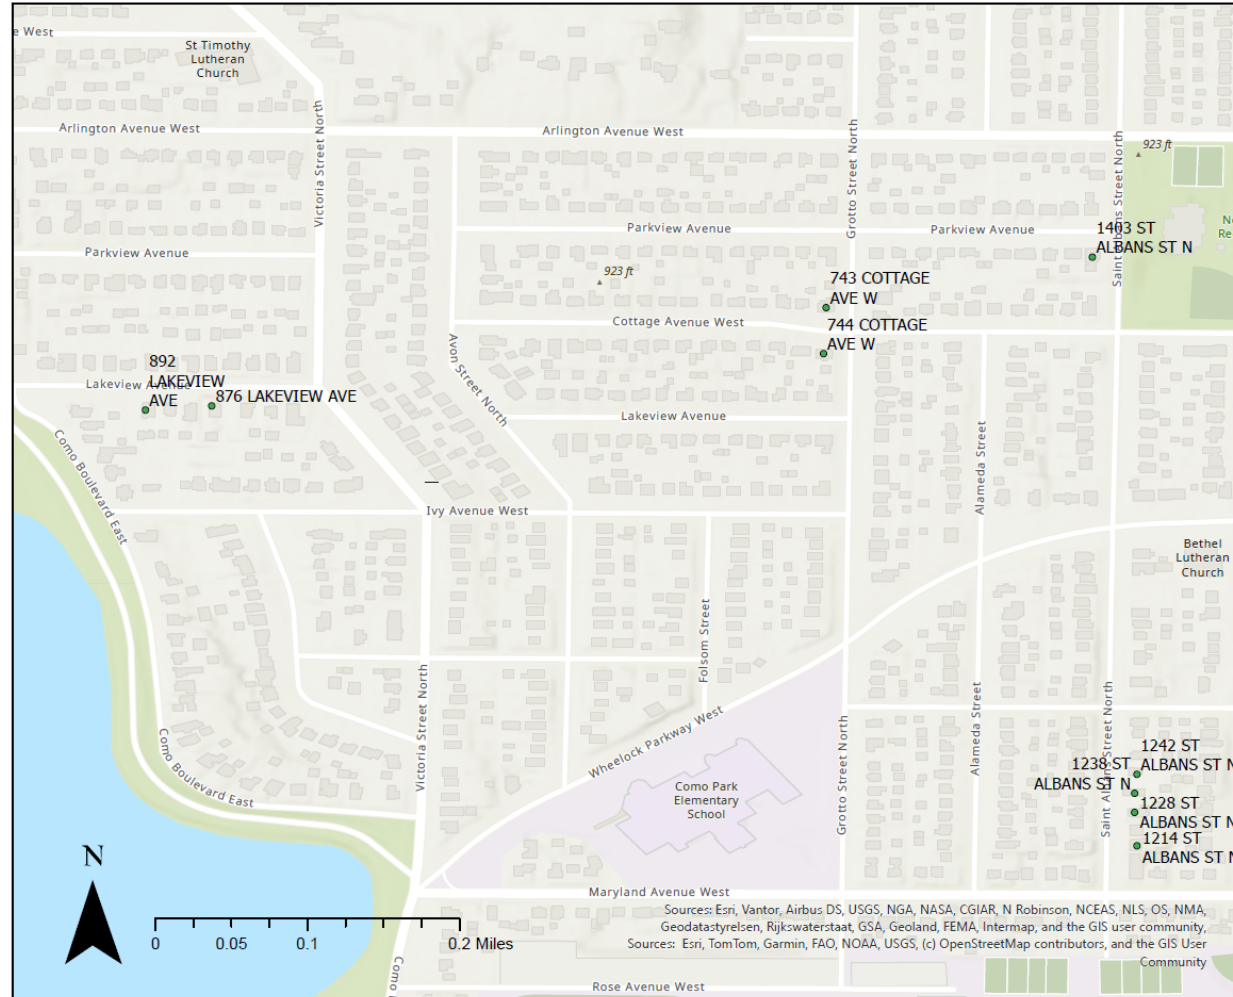 e West
St Timothy
Lutheran
Church
Arlington Avenue West
Victoria Street North
Arlington Avenue West
Grotto Street North
Saint Albans Street North
923 ft
Parkview Avenue
Parkview Avenue
Parkview Avenue
1403 ST
ALBANS ST N
923 ft
743 COTTAGE
AVE W
Cottage Avenue West
744 COTTAGE
AVE W
892
LAKEVIEW
AVE
Lakeview Avenue
876 LAKEVIEW AVE
Avon Street North
Lakeview Avenue
Como Boulevard East
Ivy Avenue West
Alameda Street
Bethel
Lutheran
Church
Folsom Street
Victoria Street North
Wheelock Parkway West
Grotto Street North
Alameda Street
Saint Albans Street North
Como Boulevard East
Como Park
Elementary
School
1242 ST
ALBANS ST N
1238 ST
ALBANS ST N
1228 ST
ALBANS ST N
1214 ST
ALBANS ST N
N
Maryland Avenue West
0 0.05 0.1 0.2 Miles
Como
Sources: Esri, Vantor, Airbus DS, USGS, NGA, NASA, CGIAR, N Robinson, NCEAS, NLS, OS, NMA,
Geodatastyrelsen, Rijkswaterstaat, GSA, Geoland, FEMA, Intermap, and the GIS user community,
Sources: Esri, TomTom, Garmin, FAO, NOAA, USGS, (c) OpenStreetMap contributors, and the GIS User
Community
Rose Avenue West